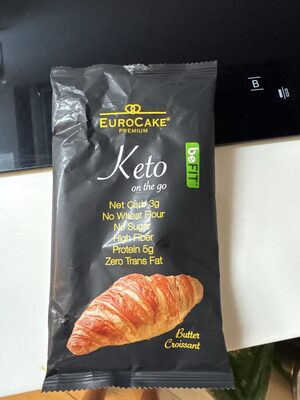 EUROCAKE®
PREMIUM
Keto
on the go
beFIT
Net Carb 3g
No Wheat Flour
No Sugar
High Fiber
Protein 5g
Zero Trans Fat
Butter
Croissant
B